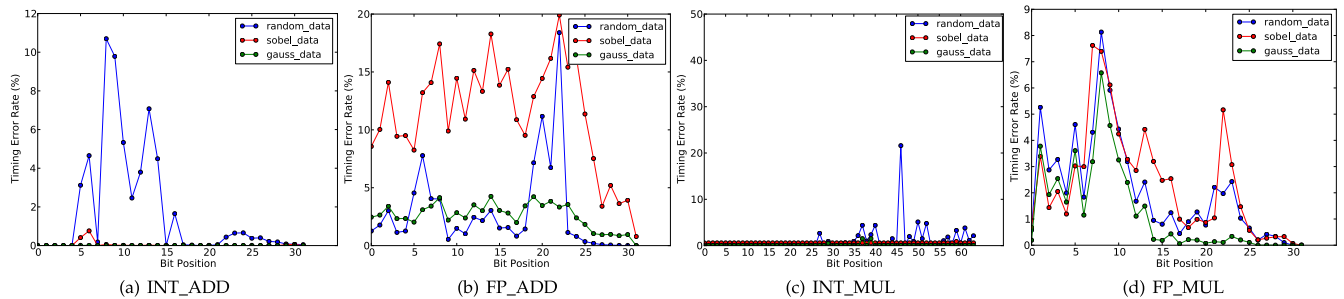 random_data
sobel_data
gauss_data
Timing Error Rate (%)
12
10
8
6
4
2
0
0 5 10 15 20 25 30
Bit Position
(a) INT_ADD
random_data
sobel_data
gauss_data
Timing Error Rate (%)
20
15
10
5
0
0 5 10 15 20 25 30
Bit Position
(b) FP_ADD
random_data
sobel_data
gauss_data
Timing Error Rate (%)
50
40
30
20
10
0
0 5 10 15 20 25 30 35 40 45 50 55 60
Bit Position
(c) INT_MUL
random_data
sobel_data
gauss_data
Timing Error Rate (%)
9
8
7
6
5
4
3
2
1
0
0 5 10 15 20 25 30
Bit Position
(d) FP_MUL